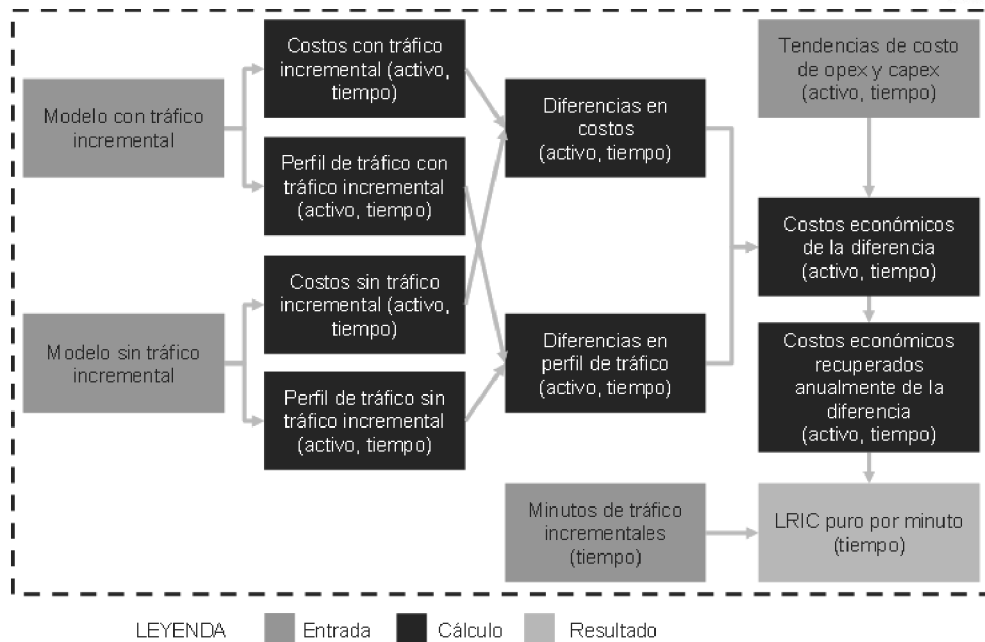 Modelo con tráfico
incremental
Modelo sin tráfico
incremental
Costos con tráfico
incremental (activo,
tiempo)
Perfil de tráfico con
tráfico incremental
(activo, tiempo)
Costos sin tráfico
incremental (activo,
tiempo)
Perfil de tráfico sin
tráfico incremental
(activo, tiempo)
Diferencias en
costos
(activo, tiempo)
Diferencias en
perfil de tráfico
(activo, tiempo)
Minutos de tráfico
incrementales
(tiempo)
Tendencias de costo
de opex y capex
(activo, tiempo)
Costos económicos
de la diferencia
(activo, tiempo)
Costos económicos
recuperados
anualmente de la
diferencia
(activo, tiempo)
LRIC puro por minuto
(tiempo)
LEYENDA
Entrada
Cálculo
Resultado